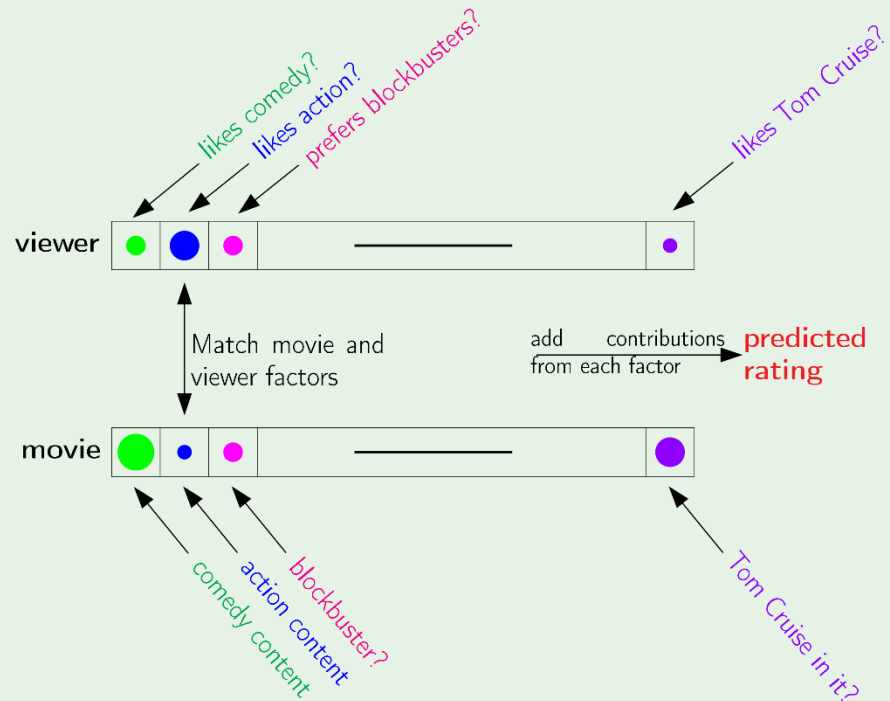 likes comedy?
likes action?
prefers blockbusters?
likes Tom Cruise?
viewer
Match movie and
viewer factors
add contributions
from each factor
predicted
rating
movie
comedy content
action content
blockbuster?
Tom Cruise in it?